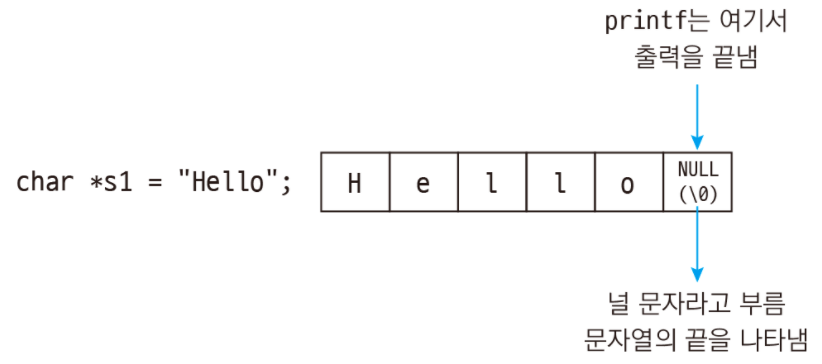 printf는 여기서
출력을 끝냄
char *s1 = "Hello"; H e l l o NULL
(\0)
널 문자라고 부름
문자열의 끝을 나타냄